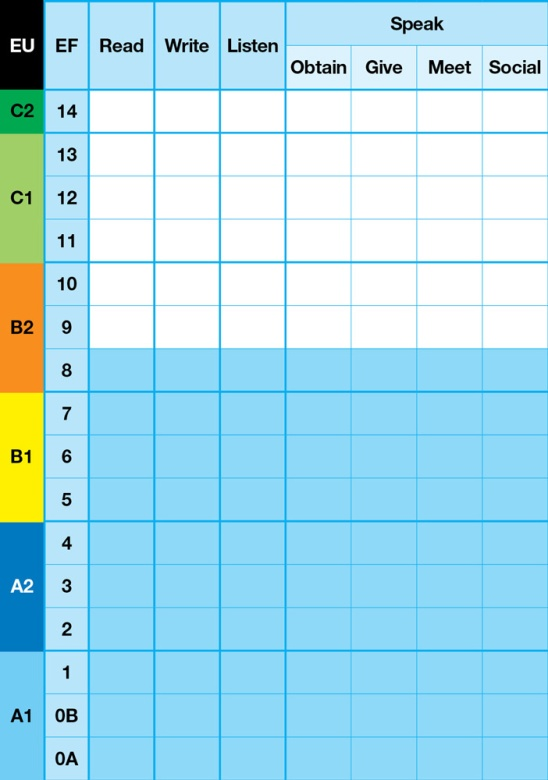 EU EF Read Write Listen Speak
Obtain Give Meet Social
C2 14
13
C1 12
11
10
B2 9
8
7
B1 6
5
4
A2 3
2
1
A1 0B
0A